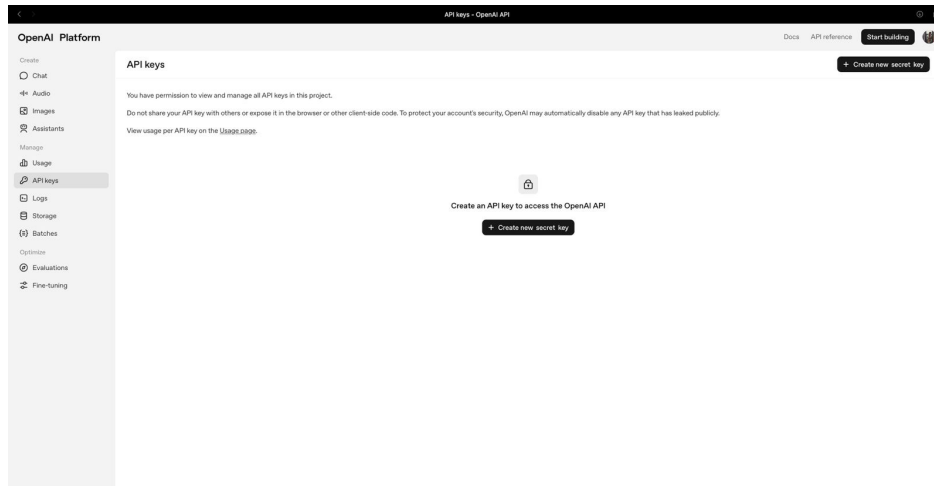 API keys - OpenAI API
OpenAI Platform
Docs API reference Start building
Create
Chat
Audio
Images
Assistants
Manage
Usage
API keys
Logs
Storage
Batches
Optimize
Evaluations
Fine-tuning
API keys
+ Create new secret key
You have permission to view and manage all API keys in this project.
Do not share your API key with others or expose it in the browser or other client-side code. To protect your account's security, OpenAI may automatically disable any API key that has leaked publicly.
View usage per API key on the Usage page.
Create an API key to access the OpenAI API
+ Create new secret key